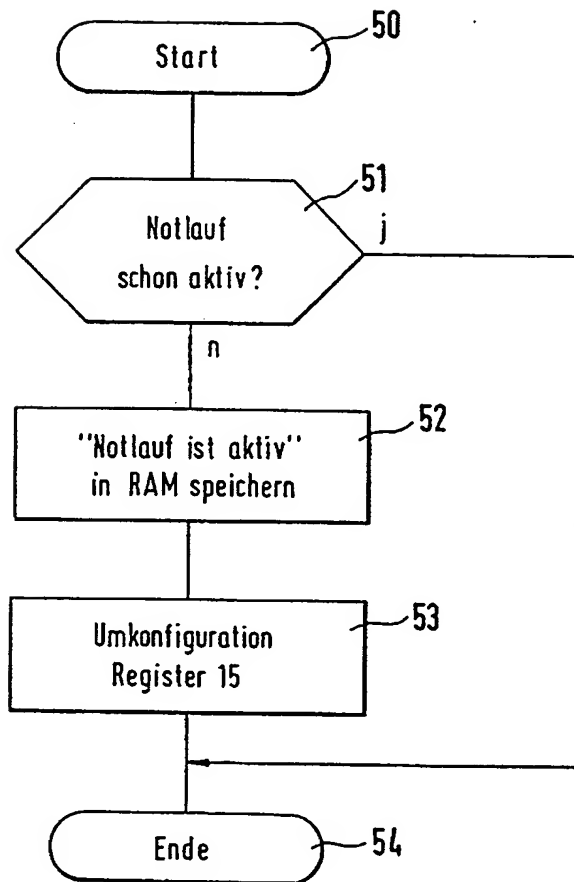 50
Start
51
Notlauf
schon aktiv?
j
n
52
"Notlauf ist aktiv"
in RAM speichern
53
Umkonfiguration
Register 15
Ende
54